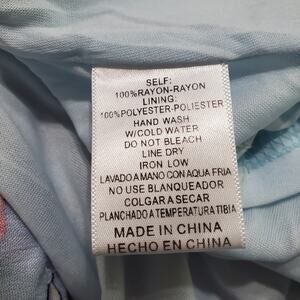 SELF:
100%RAYON-RAYON
LINING:
100%POLYESTER-POLIESTER
HAND WASH
W/COLD WATER
DO NOT BLEACH
LINE DRY
IRON LOW
LAVADO A MANO CON AQUA FRIA
NO USE BLANQUEADOR
COLGAR A SECAR
PLANCHADO A TEMPERATURA TIBIA
MADE IN CHINA
HECHO EN CHINA